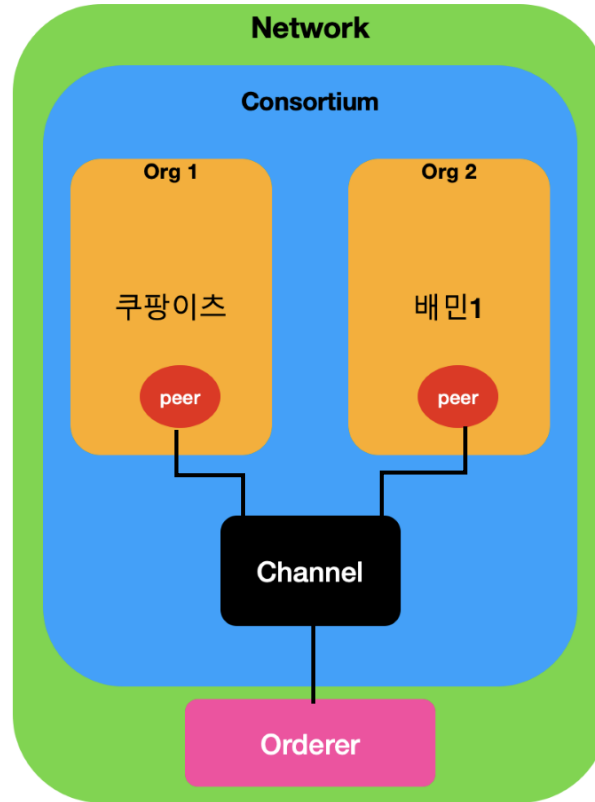 Network
Consortium
Org 1
Org 2
쿠팡이츠
배민1
peer
peer
Channel
Orderer